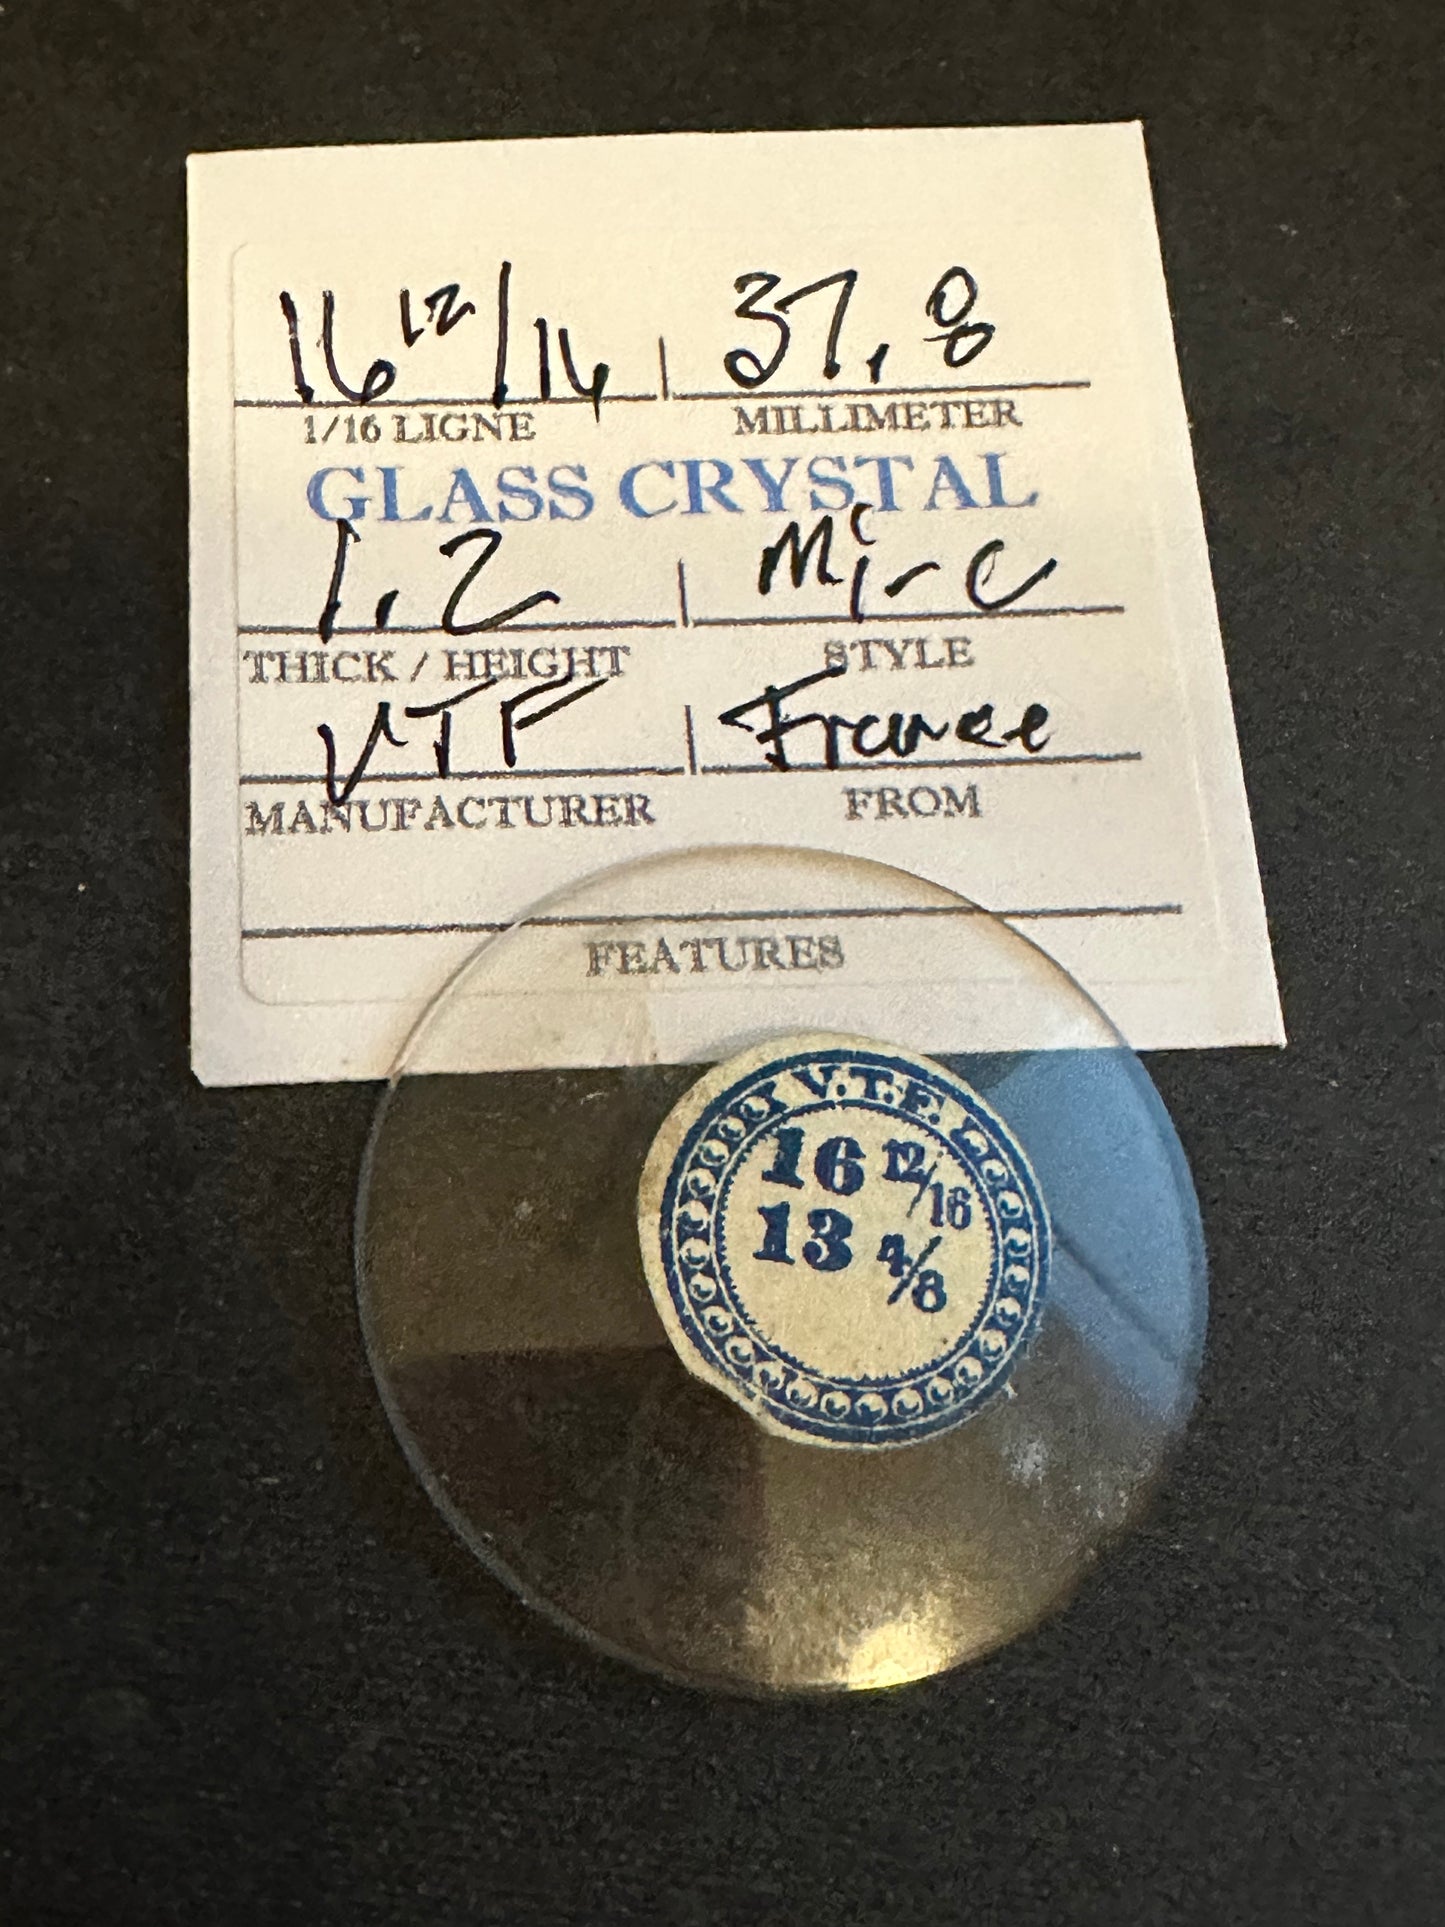 16 12/16 37.8
1/16 LIGNE MILLIMETER
GLASS CRYSTAL
1.2 Mi-C
THICK / HEIGHT STYLE
VTF France
MANUFACTURER FROM
FEATURES
V.T.F.
16 12/16
13 4/8